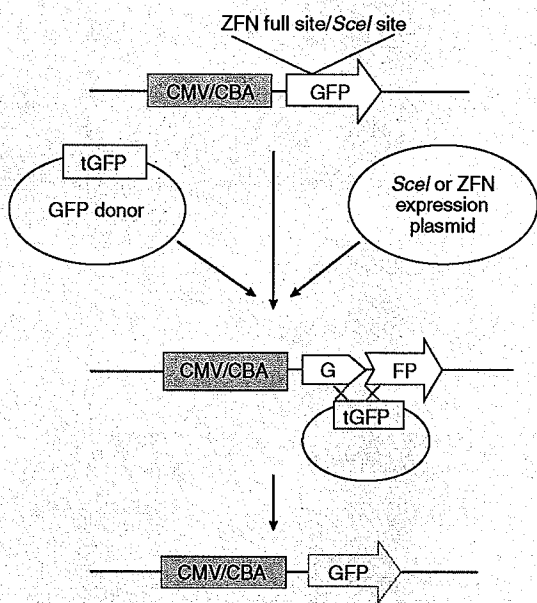 ZFN full site/SceI site
CMV/CBA
GFP
tGFP
GFP donor
SceI or ZFN
expression
plasmid
CMV/CBA
G
FP
tGFP
CMV/CBA
GFP